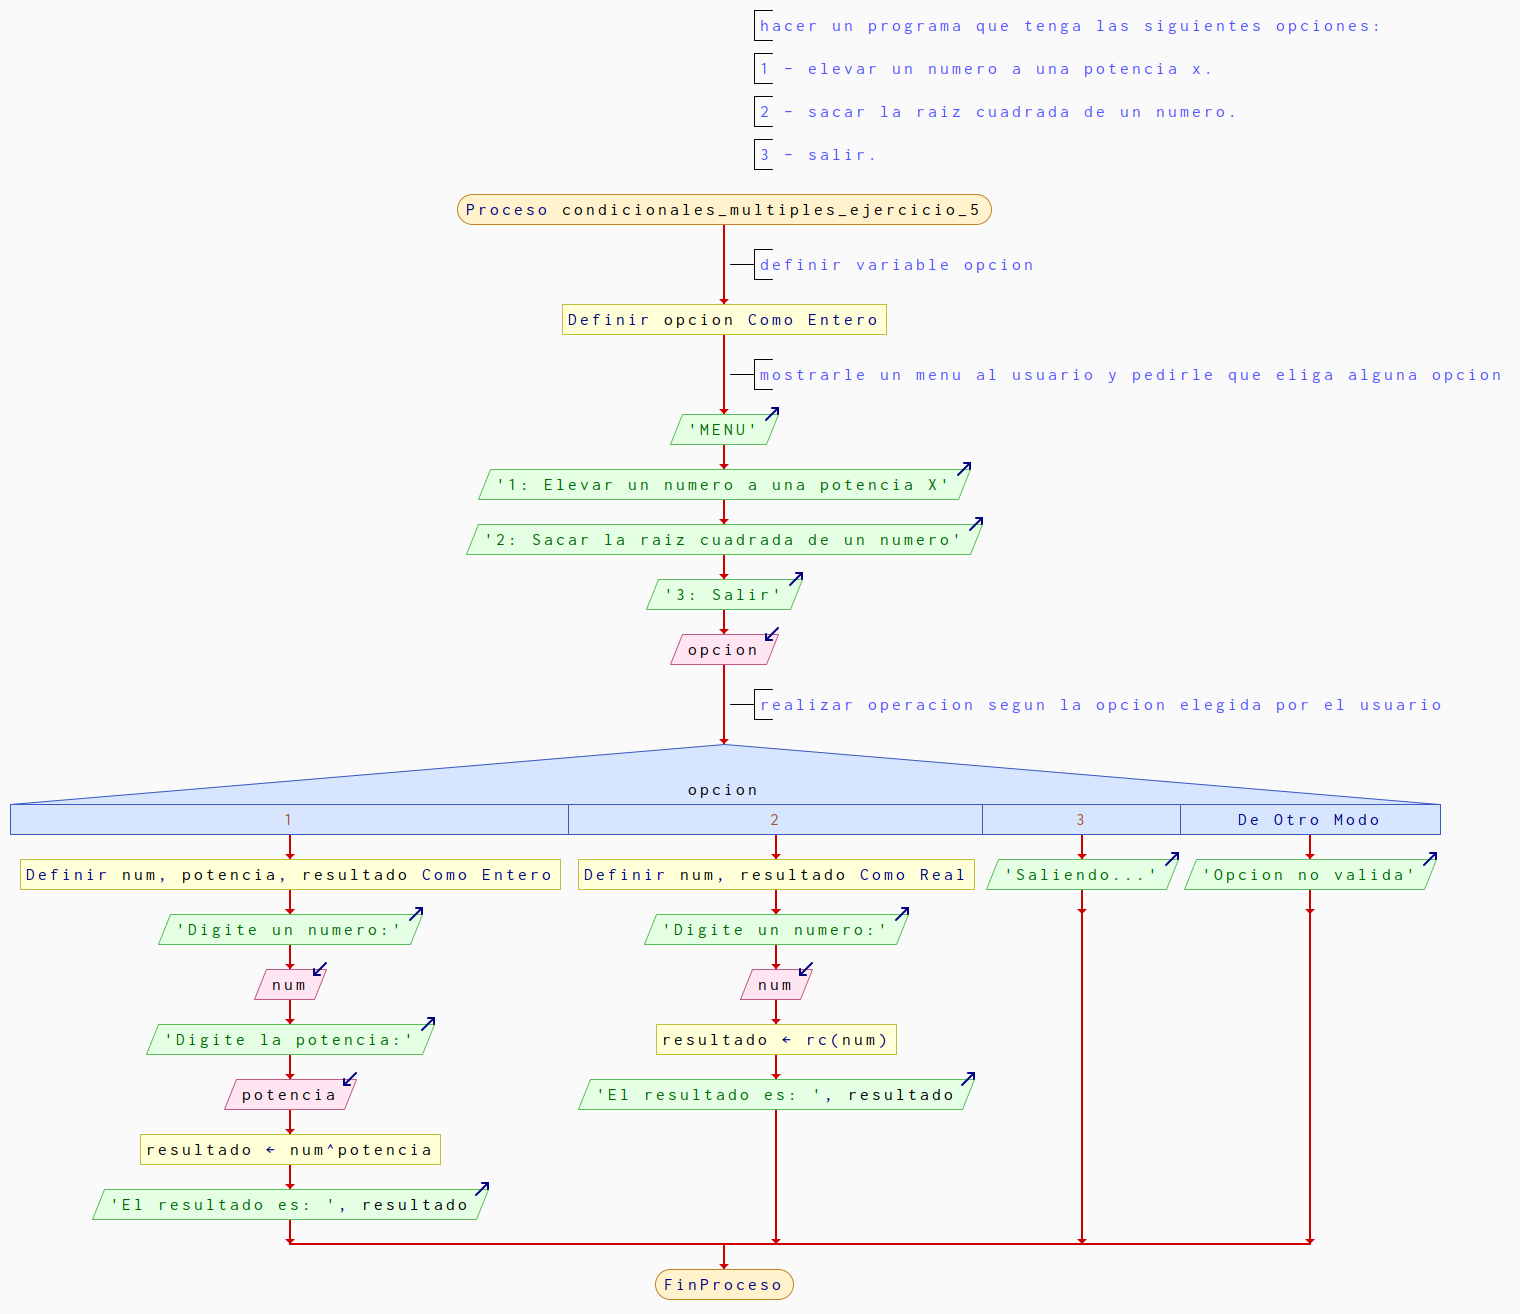 hacer un programa que tenga las siguientes opciones:
1 - elevar un numero a una potencia x.
2 - sacar la raiz cuadrada de un numero.
3 - salir.
Proceso condicionales_multiples_ejercicio_5
definir variable opcion
Definir opcion Como Entero
mostrarle un menu al usuario y pedirle que eliga alguna opcion
'MENU'
'1: Elevar un numero a una potencia X'
'2: Sacar la raiz cuadrada de un numero'
'3: Salir'
opcion
realizar operacion segun la opcion elegida por el usuario
opcion
1
2
3
De Otro Modo
Definir num, potencia, resultado Como Entero
'Digite un numero:'
num
'Digite la potencia:'
potencia
resultado ← num^potencia
'El resultado es: ', resultado
Definir num, resultado Como Real
'Digite un numero:'
num
resultado ← rc(num)
'El resultado es: ', resultado
'Saliendo...'
'Opcion no valida'
FinProceso